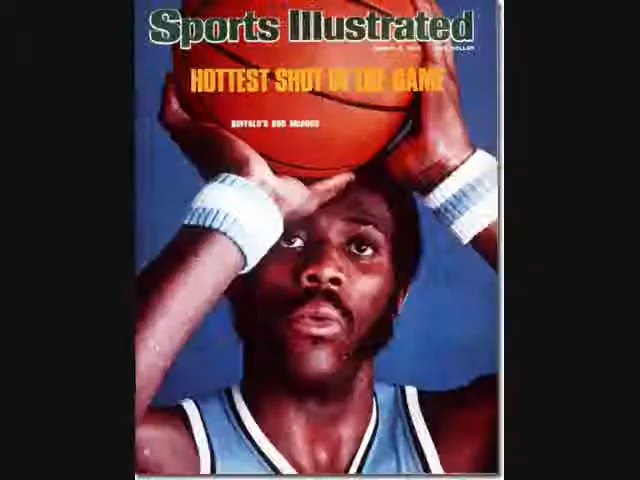 Sports Illustrated
HOTTEST SHOT IN THE GAME
BUFFALO'S BOB McADOO